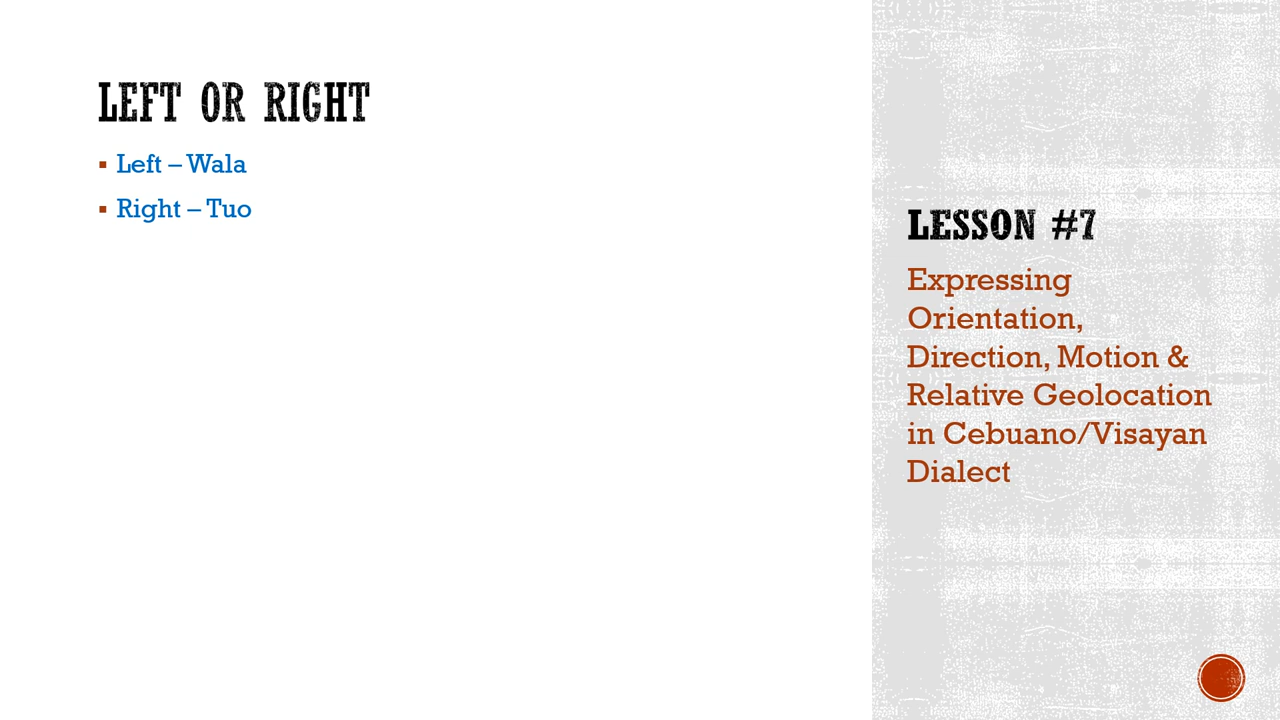 LEFT OR RIGHT
▪ Left – Wala
▪ Right – Tuo
LESSON #7
Expressing
Orientation,
Direction, Motion &
Relative Geolocation
in Cebuano/Visayan
Dialect